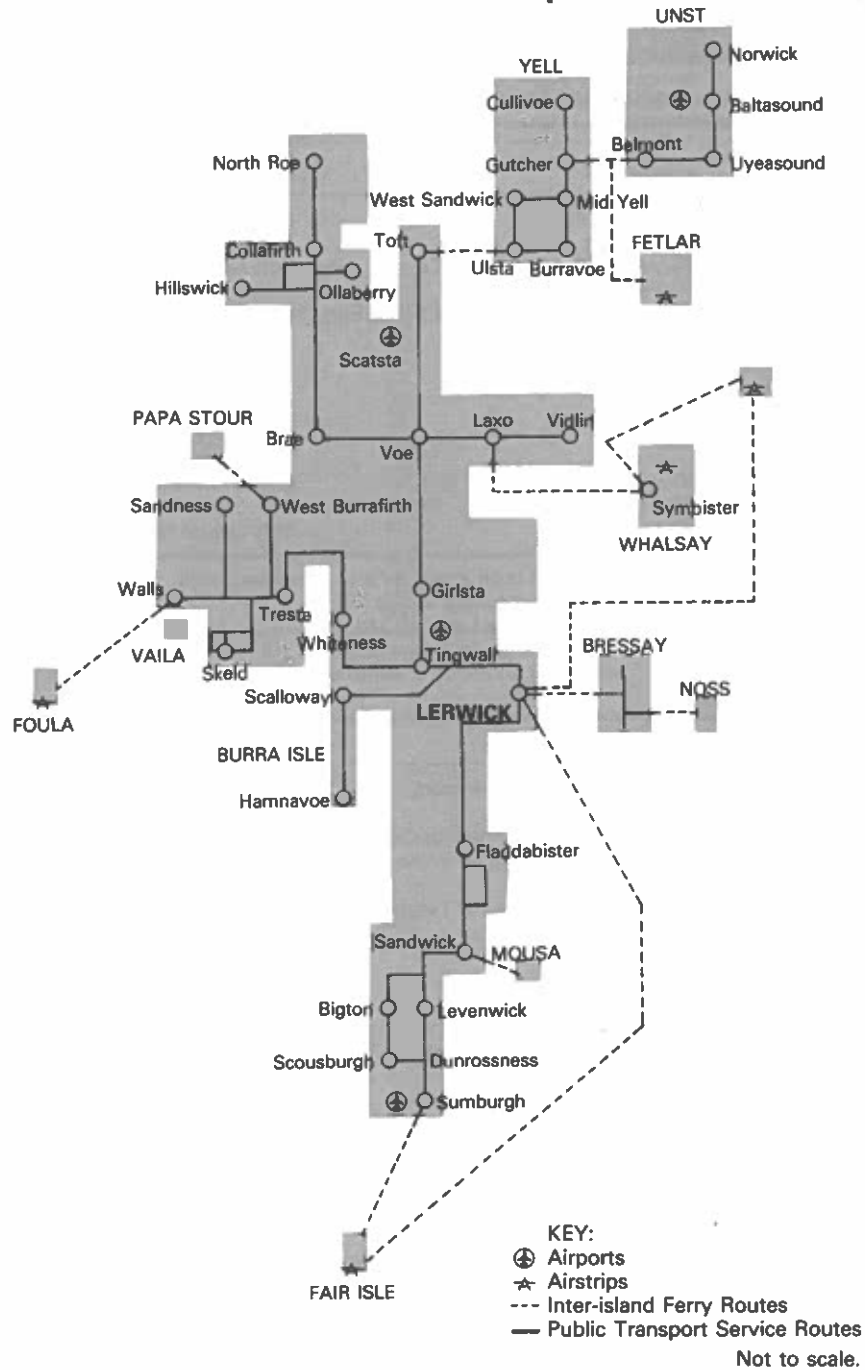 UNST
Norwick
YELL
Cullivoe
Baltasound
Belmont
North Roe
Gutcher
Uyeasound
West Sandwick
Mid Yell
Collafirth
Toft
FETLAR
Ulsta
Burravoe
Hillswick
Ollaberry
Scatsta
PAPA STOUR
Brae
Voe
Laxo
Vidlin
Sandness
West Burrafirth
Symbister
WHALSAY
Walls
Tresta
Girlsta
VAILA
Whiteness
Tingwall
BRESSAY
Skeld
NOSS
Scalloway
LERWICK
FOULA
BURRA ISLE
Hamnavoe
Fladdabister
Sandwick
MOUSA
Bigton
Levenwick
Scousburgh
Dunrossness
Sumburgh
KEY:
Airports
Airstrips
Inter-island Ferry Routes
Public Transport Service Routes
Not to scale.
FAIR ISLE